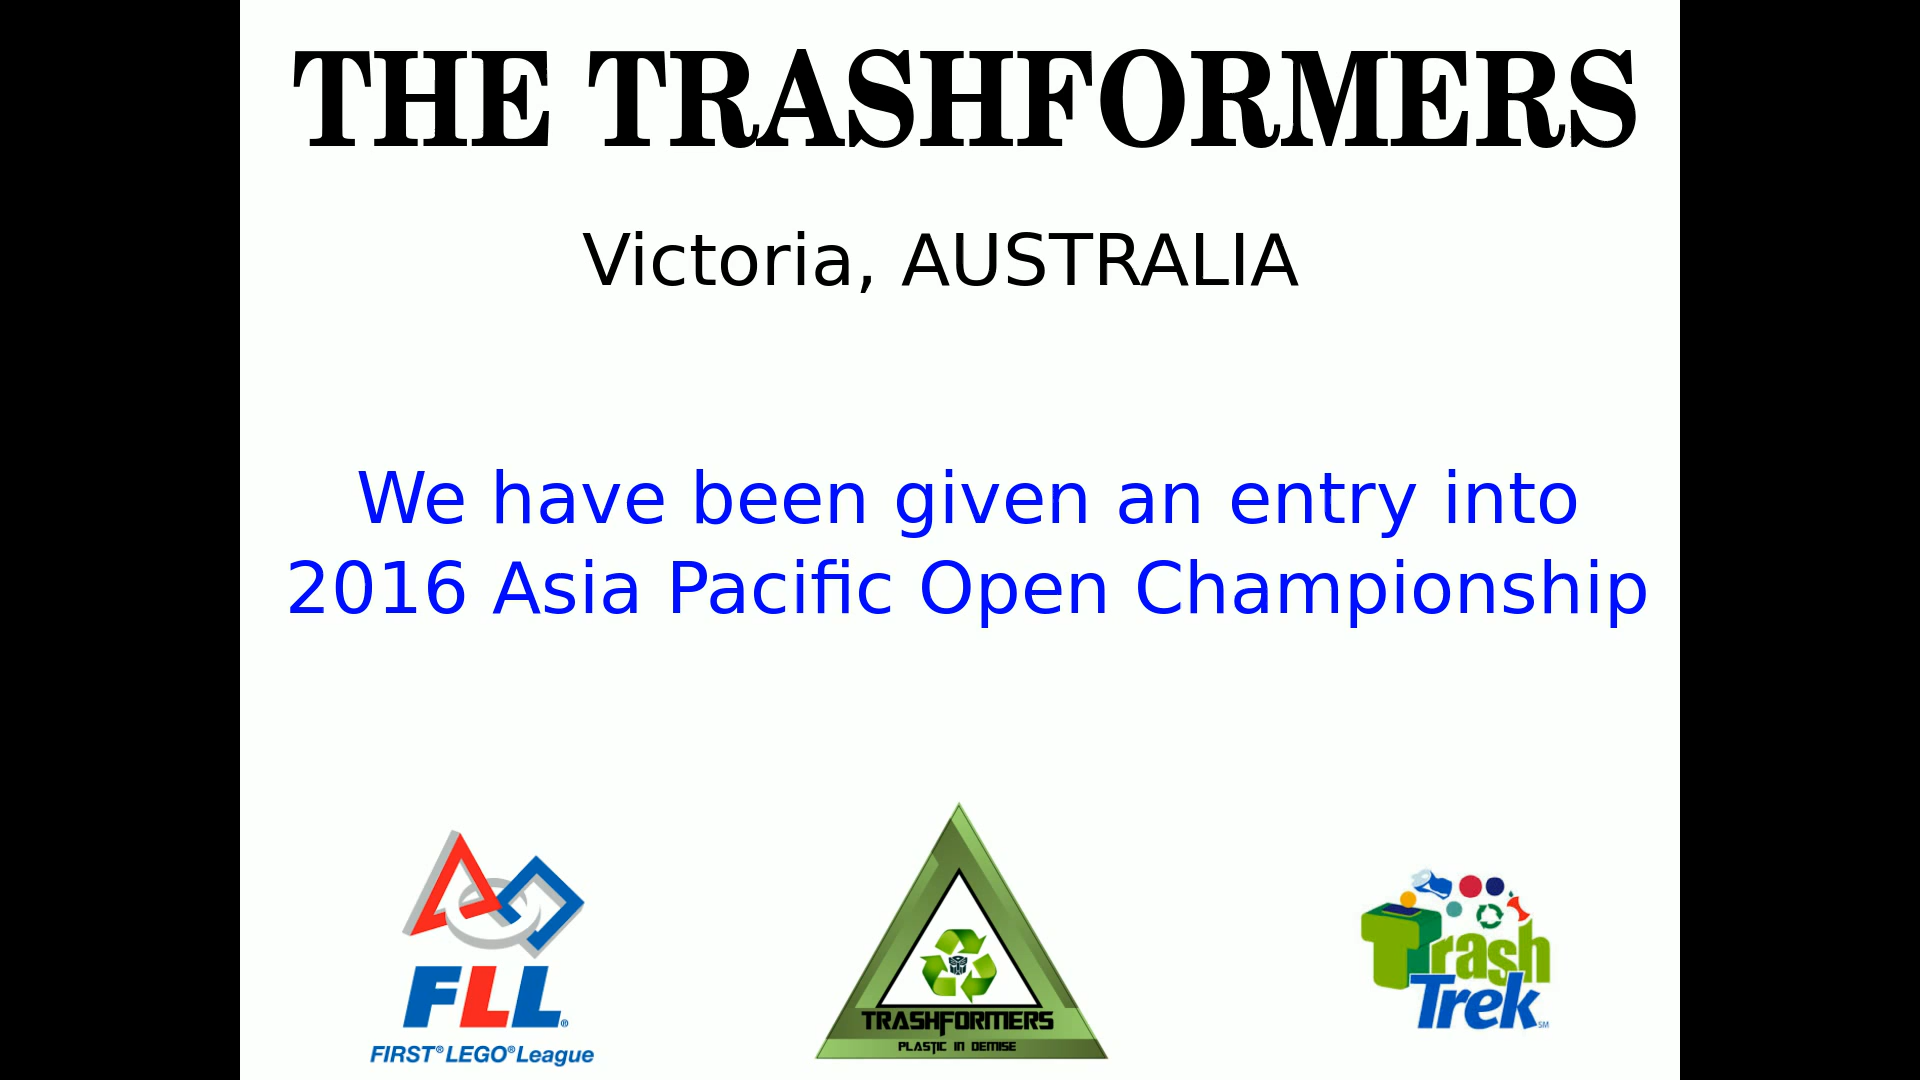 THE TRASHFORMERS
Victoria, AUSTRALIA
We have been given an entry into
2016 Asia Pacific Open Championship
FLL®
FIRST® LEGO® League
TRASHFORMERS
PLASTIC IN DEMISE
Trash
Trek℠